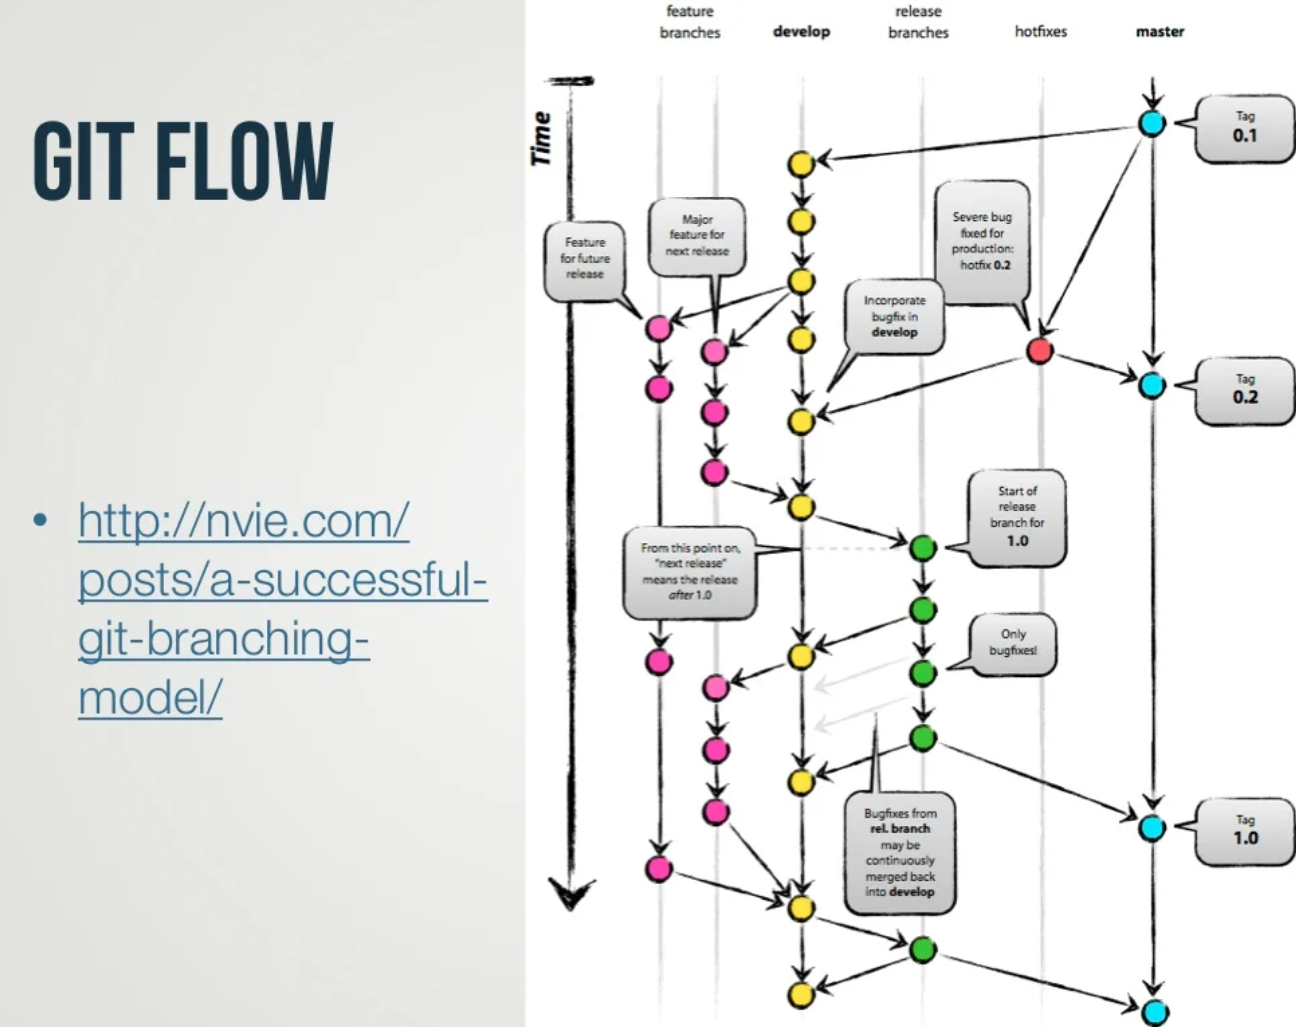 GIT FLOW
• http://nvie.com/
posts/a-successful-
git-branching-
model/
feature
branches
develop
release
branches
hotfixes
master
Time
Tag
0.1
Severe bug
fixed for
production:
hotfix 0.2
Major
feature for
next release
Feature
for future
release
Incorporate
bugfix in
develop
Tag
0.2
Start of
release
branch for
1.0
From this point on,
"next release"
means the release
after 1.0
Only
bugfixes!
Bugfixes from
rel. branch
may be
continuously
merged back
into develop
Tag
1.0